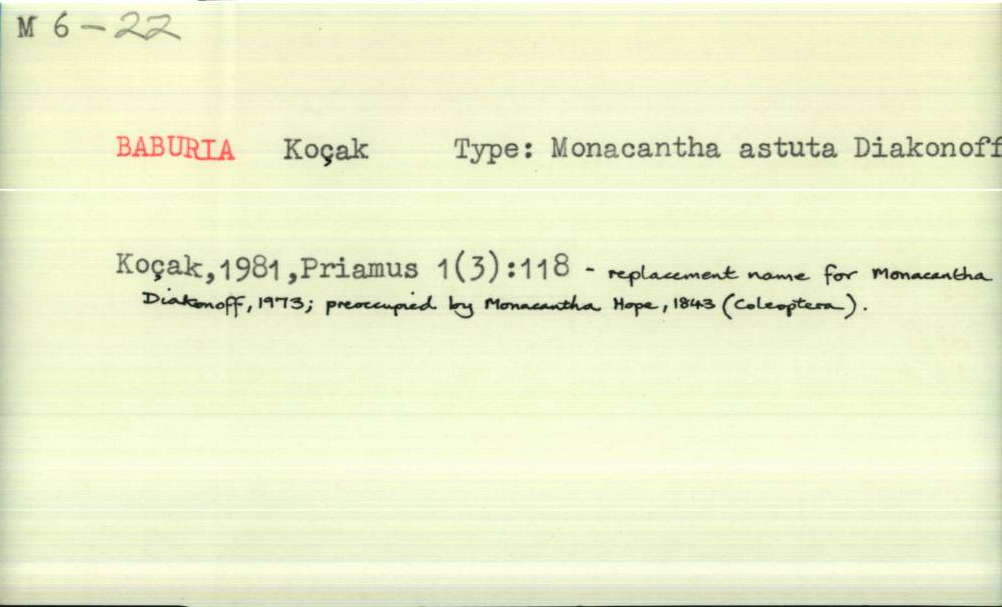 M 6-22
BABURIA Koçak Type: Monacantha astuta Diakonoff
Koçak,1981,Priamus 1(3):118 - replacement name for Monacantha
Diakonoff, 1973; preoccupied by Monacantha Hope, 1843 (Coleoptera).